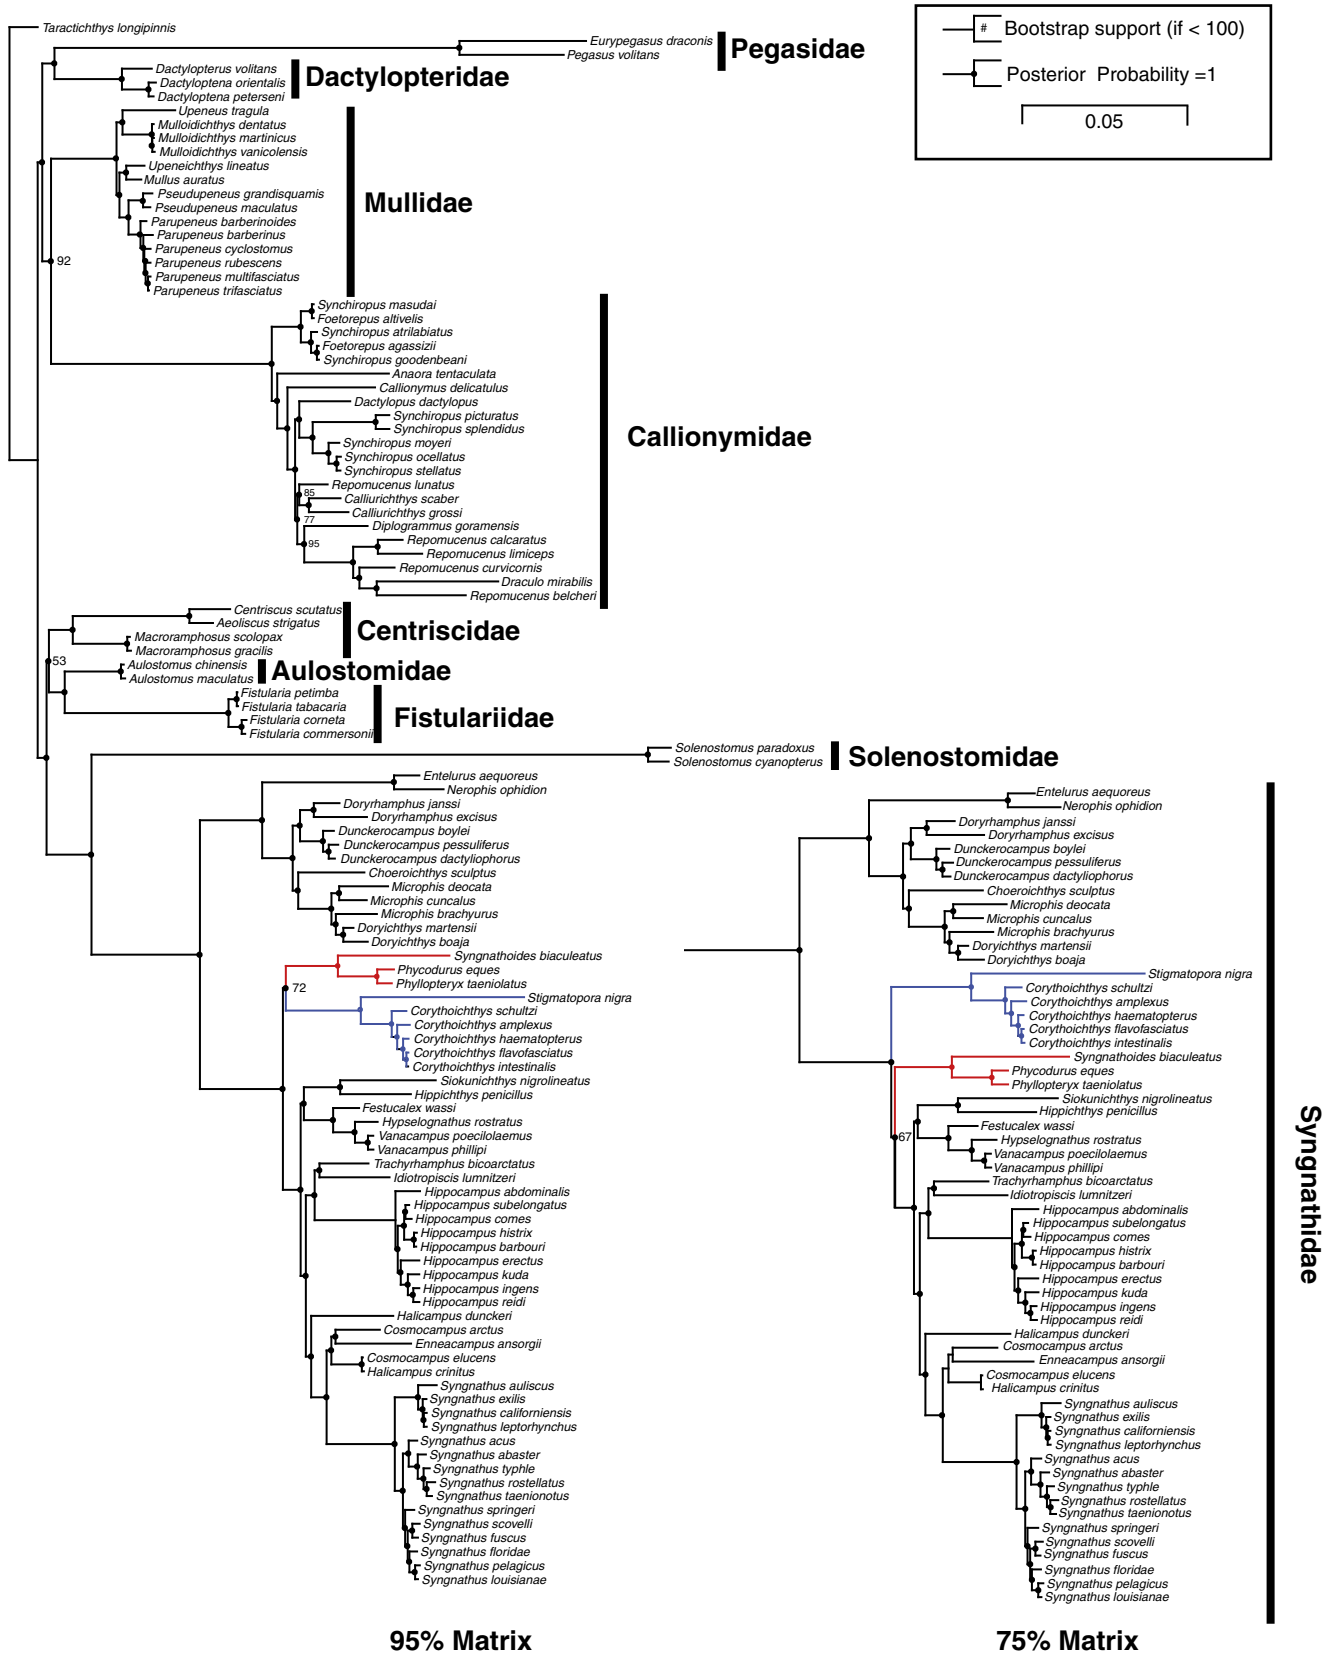 Taractichthys longipinnis
Eurypegasus draconis
Pegasus volitans
Pegasidae
Dactylopterus volitans
Dactyloptena orientalis
Dactyloptena peterseni
Dactylopteridae
Upeneus tragula
Mulloidichthys dentatus
Mulloidichthys martinicus
Mulloidichthys vanicolensis
Upeneichthys lineatus
Mullus auratus
Pseudupeneus grandisquamis
Pseudupeneus maculatus
Parupeneus barberinoides
Parupeneus barberinus
Parupeneus cyclostomus
Parupeneus rubescens
Parupeneus multifasciatus
Parupeneus trifasciatus
Mullidae
92
Synchiropus masudai
Foetorepus altivelis
Synchiropus atrilabiatus
Foetorepus agassizii
Synchiropus goodenbeani
Anaora tentaculata
Callionymus delicatulus
Dactylopus dactylopus
Synchiropus picturatus
Synchiropus splendidus
Synchiropus moyeri
Synchiropus ocellatus
Synchiropus stellatus
Repomucenus lunatus
85
Calliurichthys scaber
Calliurichthys grossi
77
Diplogrammus goramensis
95
Repomucenus calcaratus
Repomucenus limiceps
Repomucenus curvicornis
Draculo mirabilis
Repomucenus belcheri
Callionymidae
Centriscus scutatus
Aeoliscus strigatus
Macroramphosus scolopax
Macroramphosus gracilis
Centriscidae
53
Aulostomus chinensis
Aulostomus maculatus
Aulostomidae
Fistularia petimba
Fistularia tabacaria
Fistularia corneta
Fistularia commersonii
Fistulariidae
Solenostomus paradoxus
Solenostomus cyanopterus
Solenostomidae
Entelurus aequoreus
Nerophis ophidion
Doryrhamphus janssi
Doryrhamphus excisus
Dunckerocampus boylei
Dunckerocampus pessuliferus
Dunckerocampus dactyliophorus
Choeroichthys sculptus
Microphis deocata
Microphis cuncalus
Microphis brachyurus
Doryichthys martensii
Doryichthys boaja
Syngnathoides biaculeatus
Phycodurus eques
Phyllopteryx taeniolatus
72
Stigmatopora nigra
Corythoichthys schultzi
Corythoichthys amplexus
Corythoichthys haematopterus
Corythoichthys flavofasciatus
Corythoichthys intestinalis
Siokunichthys nigrolineatus
Hippichthys penicillus
Festucalex wassi
Hypselognathus rostratus
Vanacampus poecilolaemus
Vanacampus phillipi
Trachyrhamphus bicoarctatus
Idiotropiscis lumnitzeri
Hippocampus abdominalis
Hippocampus subelongatus
Hippocampus comes
Hippocampus histrix
Hippocampus barbouri
Hippocampus erectus
Hippocampus kuda
Hippocampus ingens
Hippocampus reidi
Halicampus dunckeri
Cosmocampus arctus
Enneacampus ansorgii
Cosmocampus elucens
Halicampus crinitus
Syngnathus auliscus
Syngnathus exilis
Syngnathus californiensis
Syngnathus leptorhynchus
Syngnathus acus
Syngnathus abaster
Syngnathus typhle
Syngnathus rostellatus
Syngnathus taenionotus
Syngnathus springeri
Syngnathus scovelli
Syngnathus fuscus
Syngnathus floridae
Syngnathus pelagicus
Syngnathus louisianae
95% Matrix
# Bootstrap support (if < 100)
Posterior Probability =1
0.05
Entelurus aequoreus
Nerophis ophidion
Doryrhamphus janssi
Doryrhamphus excisus
Dunckerocampus boylei
Dunckerocampus pessuliferus
Dunckerocampus dactyliophorus
Choeroichthys sculptus
Microphis deocata
Microphis cuncalus
Microphis brachyurus
Doryichthys martensii
Doryichthys boaja
Stigmatopora nigra
Corythoichthys schultzi
Corythoichthys amplexus
Corythoichthys haematopterus
Corythoichthys flavofasciatus
Corythoichthys intestinalis
Syngnathoides biaculeatus
Phycodurus eques
Phyllopteryx taeniolatus
Siokunichthys nigrolineatus
Hippichthys penicillus
Festucalex wassi
67
Hypselognathus rostratus
Vanacampus poecilolaemus
Vanacampus phillipi
Trachyrhamphus bicoarctatus
Idiotropiscis lumnitzeri
Hippocampus abdominalis
Hippocampus subelongatus
Hippocampus comes
Hippocampus histrix
Hippocampus barbouri
Hippocampus erectus
Hippocampus kuda
Hippocampus ingens
Hippocampus reidi
Halicampus dunckeri
Cosmocampus arctus
Enneacampus ansorgii
Cosmocampus elucens
Halicampus crinitus
Syngnathus auliscus
Syngnathus exilis
Syngnathus californiensis
Syngnathus leptorhynchus
Syngnathus acus
Syngnathus abaster
Syngnathus typhle
Syngnathus rostellatus
Syngnathus taenionotus
Syngnathus springeri
Syngnathus scovelli
Syngnathus fuscus
Syngnathus floridae
Syngnathus pelagicus
Syngnathus louisianae
Syngnathidae
75% Matrix